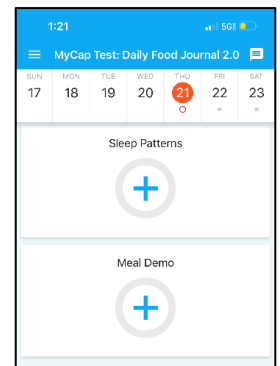 1:21 5G
MyCap Test: Daily Food Journal 2.0
SUN MON TUE WED THU FRI SAT
17 18 19 20 21 22 23
Sleep Patterns
Meal Demo